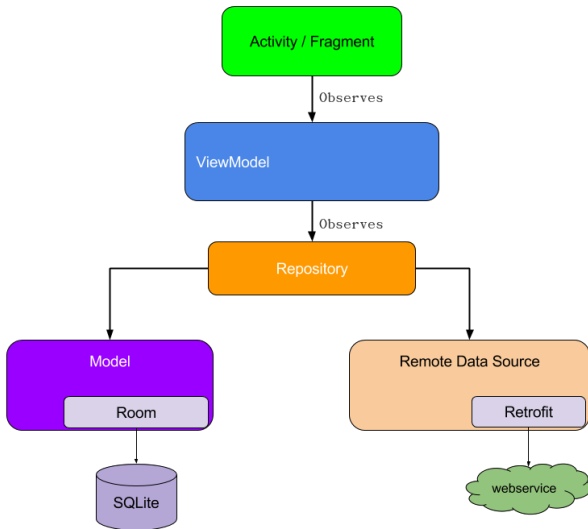 Activity / Fragment
Observes
ViewModel
Observes
Repository
Model
Remote Data Source
Room
Retrofit
SQLite
webservice